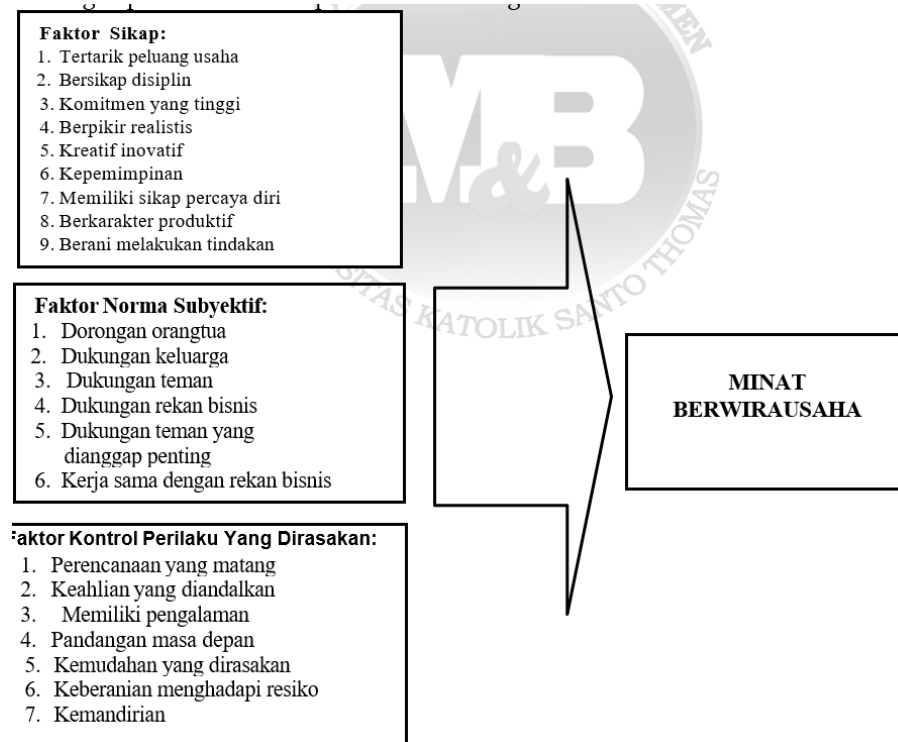 Faktor Sikap:
1. Tertarik peluang usaha
2. Bersikap disiplin
3. Komitmen yang tinggi
4. Berpikir realistis
5. Kreatif inovatif
6. Kepemimpinan
7. Memiliki sikap percaya diri
8. Berkarakter produktif
9. Berani melakukan tindakan
M&B
KATOLIK SANTO THOMAS
Faktor Norma Subyektif:
1. Dorongan orangtua
2. Dukungan keluarga
3. Dukungan teman
4. Dukungan rekan bisnis
5. Dukungan teman yang
dianggap penting
6. Kerja sama dengan rekan bisnis
MINAT
BERWIRAUSAHA
Faktor Kontrol Perilaku Yang Dirasakan:
1. Perencanaan yang matang
2. Keahlian yang diandalkan
3. Memiliki pengalaman
4. Pandangan masa depan
5. Kemudahan yang dirasakan
6. Keberanian menghadapi resiko
7. Kemandirian